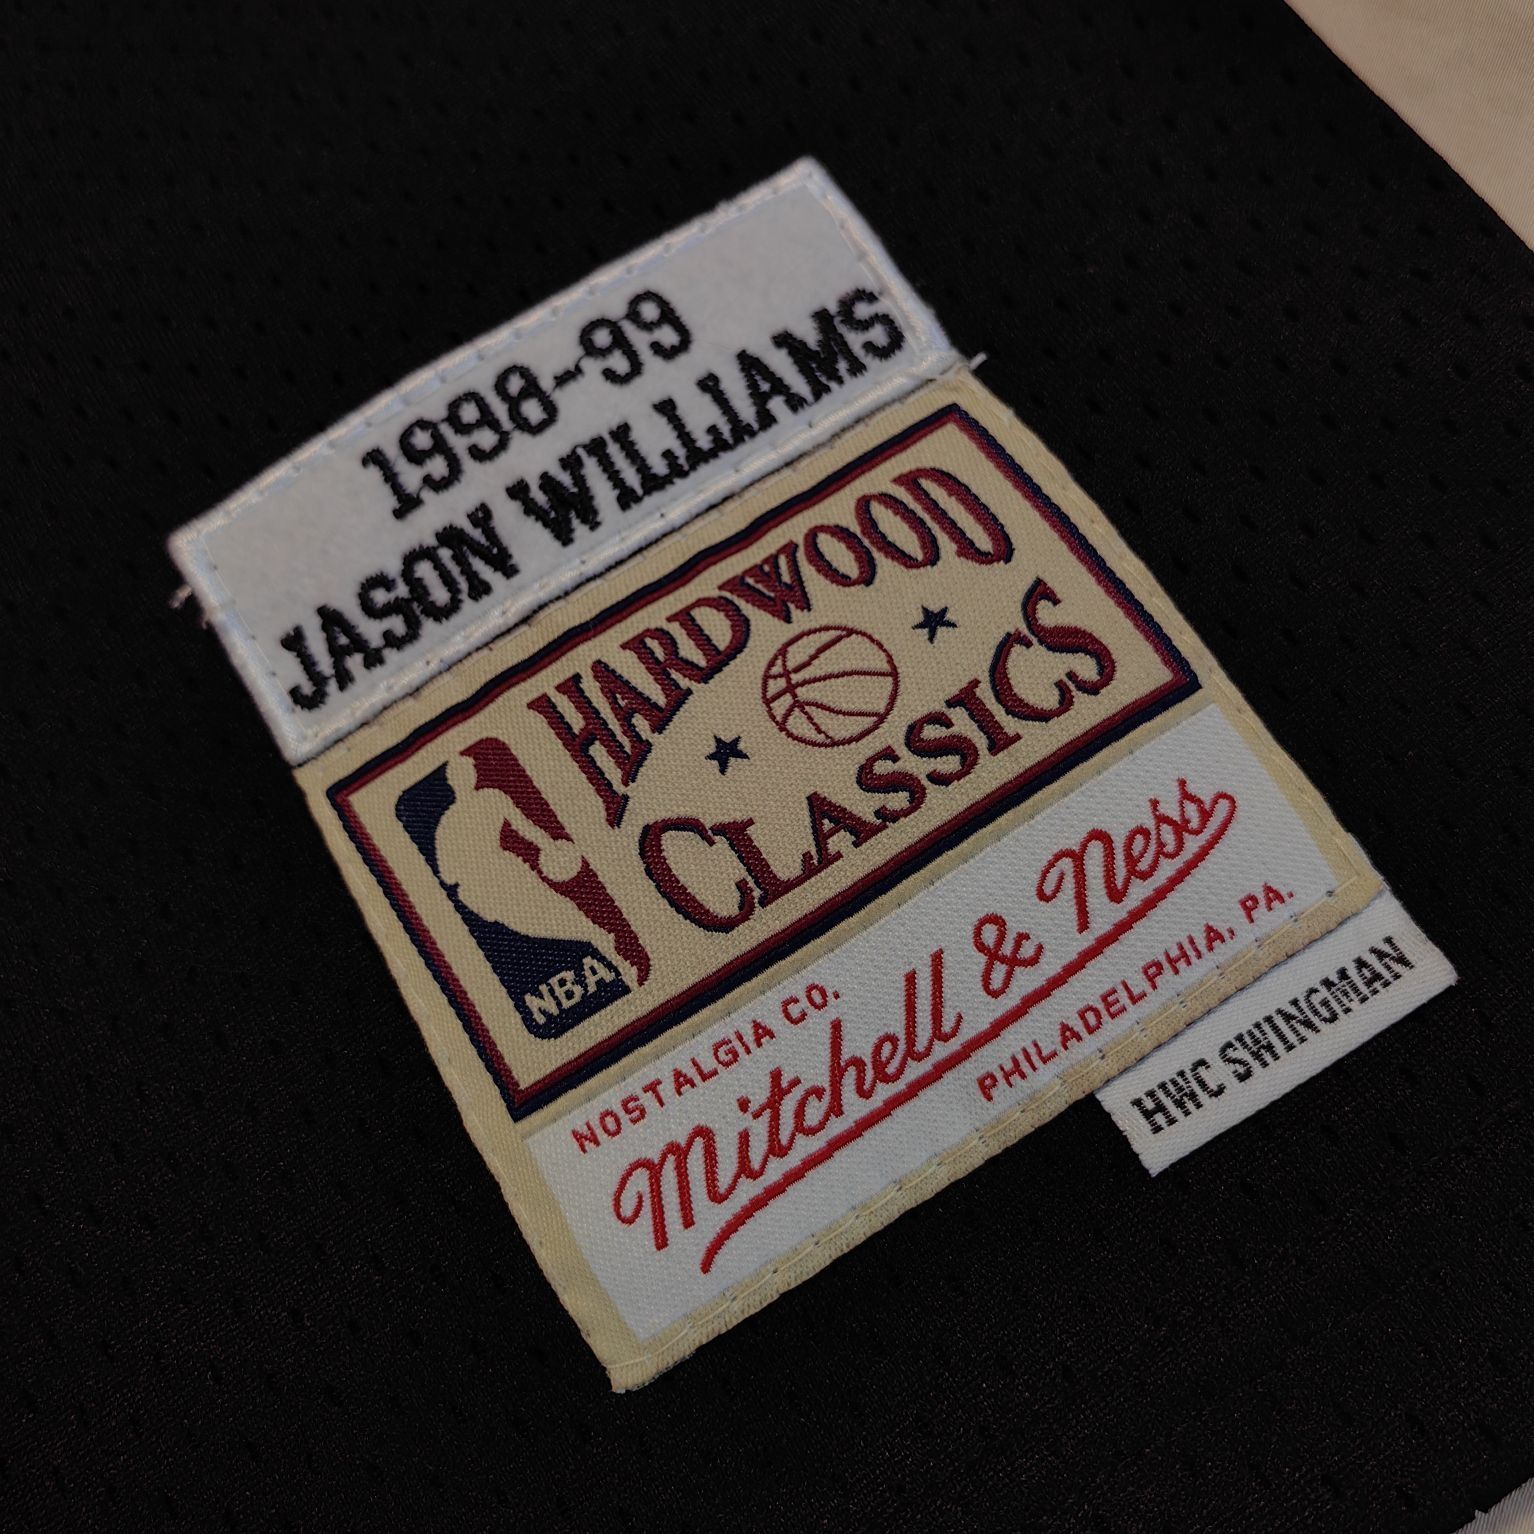 1998-99
JASON WILLIAMS
HARDWOOD
CLASSICS
NBA
NOSTALGIA CO.
Mitchell & Ness
PHILADELPHIA, PA.
HWC SWINGMAN